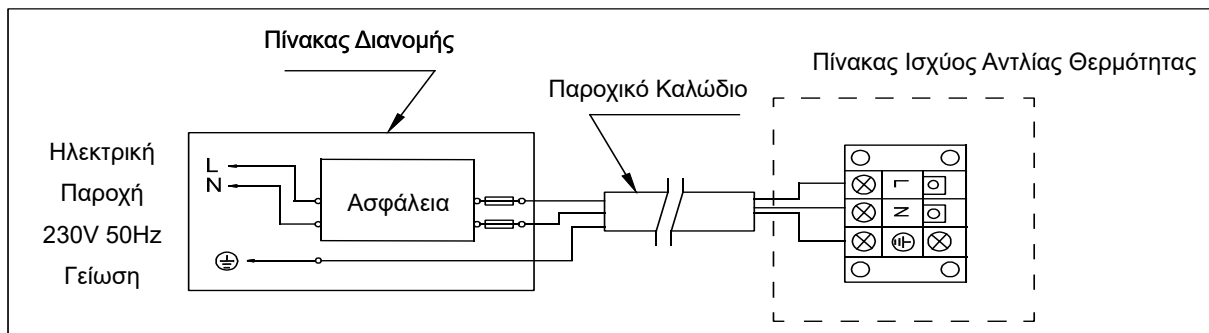 Πίνακας Διανομής
Πίνακας Ισχύος Αντλίας Θερμότητας
Παροχικό Καλώδιο
Ηλεκτρική
Παροχή
230V 50Hz
Γείωση
L
N
Ασφάλεια
L
N